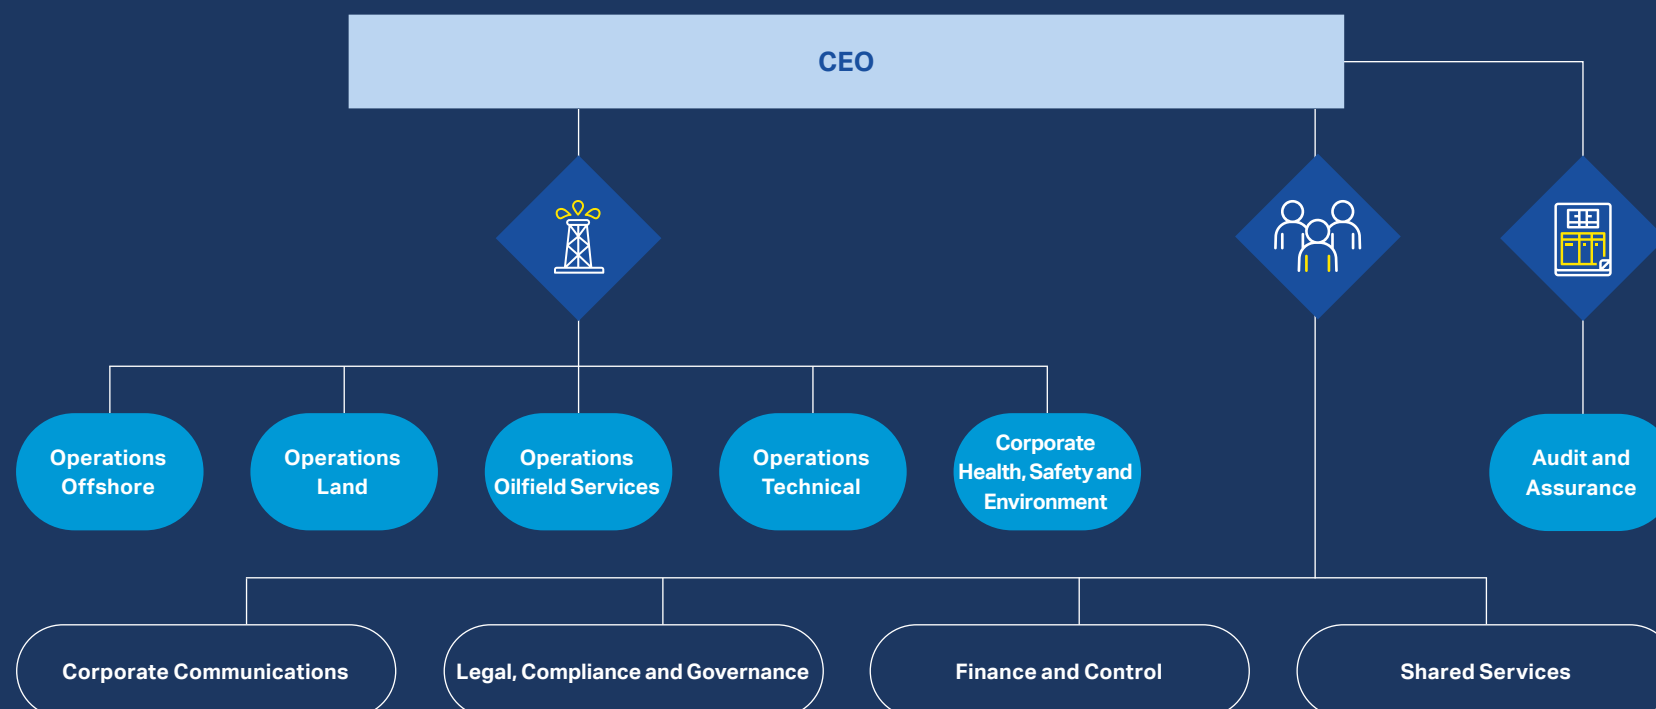 CEO
Operations
Offshore
Operations
Land
Operations
Oilfield Services
Operations
Technical
Corporate
Health, Safety and
Environment
Audit and
Assurance
Corporate Communications
Legal, Compliance and Governance
Finance and Control
Shared Services